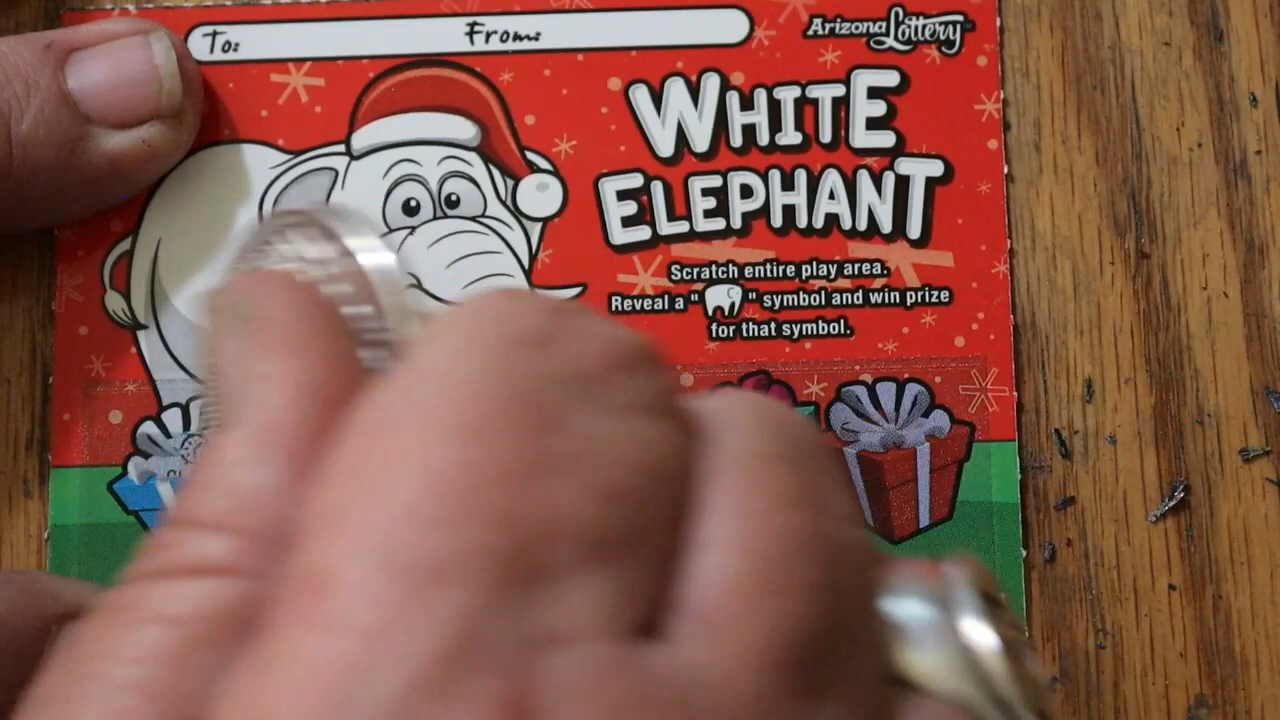 To: From:
Arizona Lottery
WHITE
ELEPHANT
Scratch entire play area.
Reveal a " " symbol and win prize
for that symbol.